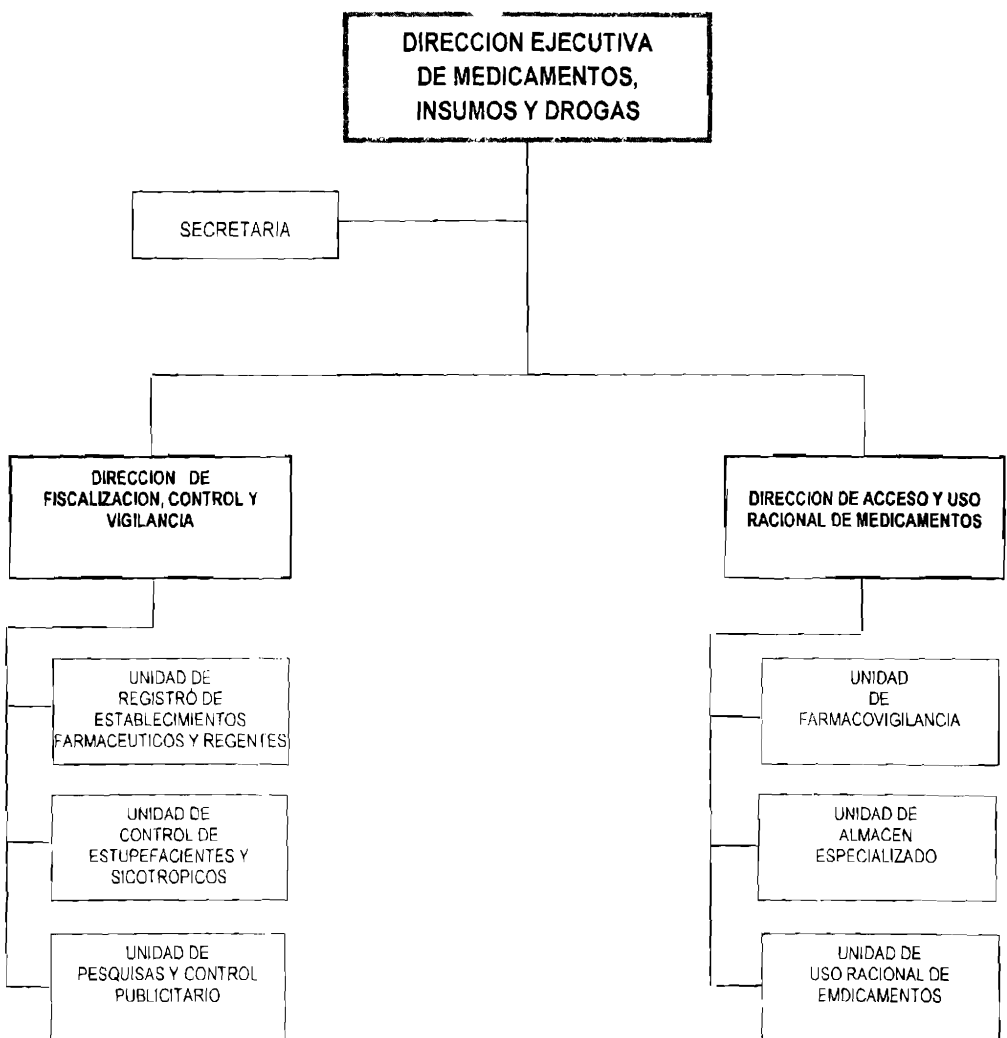 DIRECCION EJECUTIVA
DE MEDICAMENTOS,
INSUMOS Y DROGAS
SECRETARIA
DIRECCION DE
FISCALIZACION, CONTROL Y
VIGILANCIA
DIRECCION DE ACCESO Y USO
RACIONAL DE MEDICAMENTOS
UNIDAD DE
REGISTRÓ DE
ESTABLECIMIENTOS
FARMACEUTICOS Y REGENTES
UNIDAD DE
CONTROL DE
ESTUPEFACIENTES Y
SICOTROPICOS
UNIDAD DE
PESQUISAS Y CONTROL
PUBLICITARIO
UNIDAD
DE
FARMACOVIGILANCIA
UNIDAD DE
ALMACEN
ESPECIALIZADO
UNIDAD DE
USO RACIONAL DE
EMDICAMENTOS